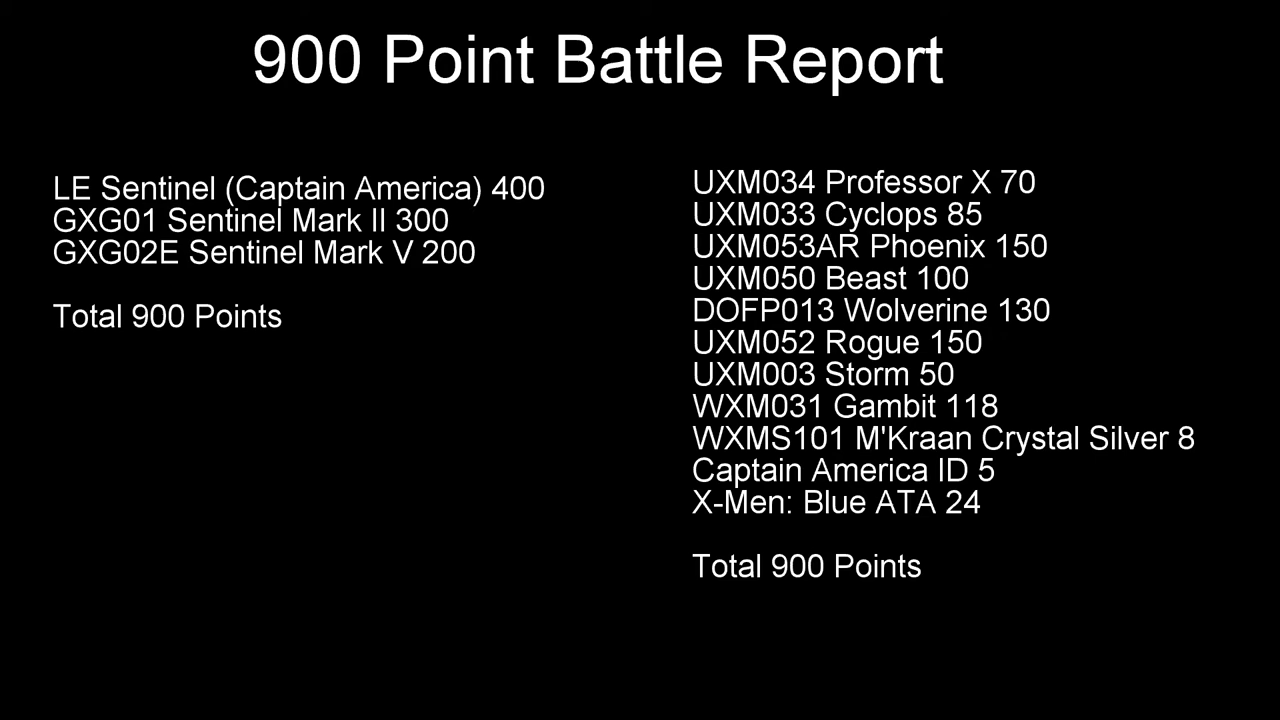 900 Point Battle Report
LE Sentinel (Captain America) 400
GXG01 Sentinel Mark II 300
GXG02E Sentinel Mark V 200
Total 900 Points
UXM034 Professor X 70
UXM033 Cyclops 85
UXM053AR Phoenix 150
UXM050 Beast 100
DOFP013 Wolverine 130
UXM052 Rogue 150
UXM003 Storm 50
WXM031 Gambit 118
WXMS101 M'Kraan Crystal Silver 8
Captain America ID 5
X-Men: Blue ATA 24
Total 900 Points